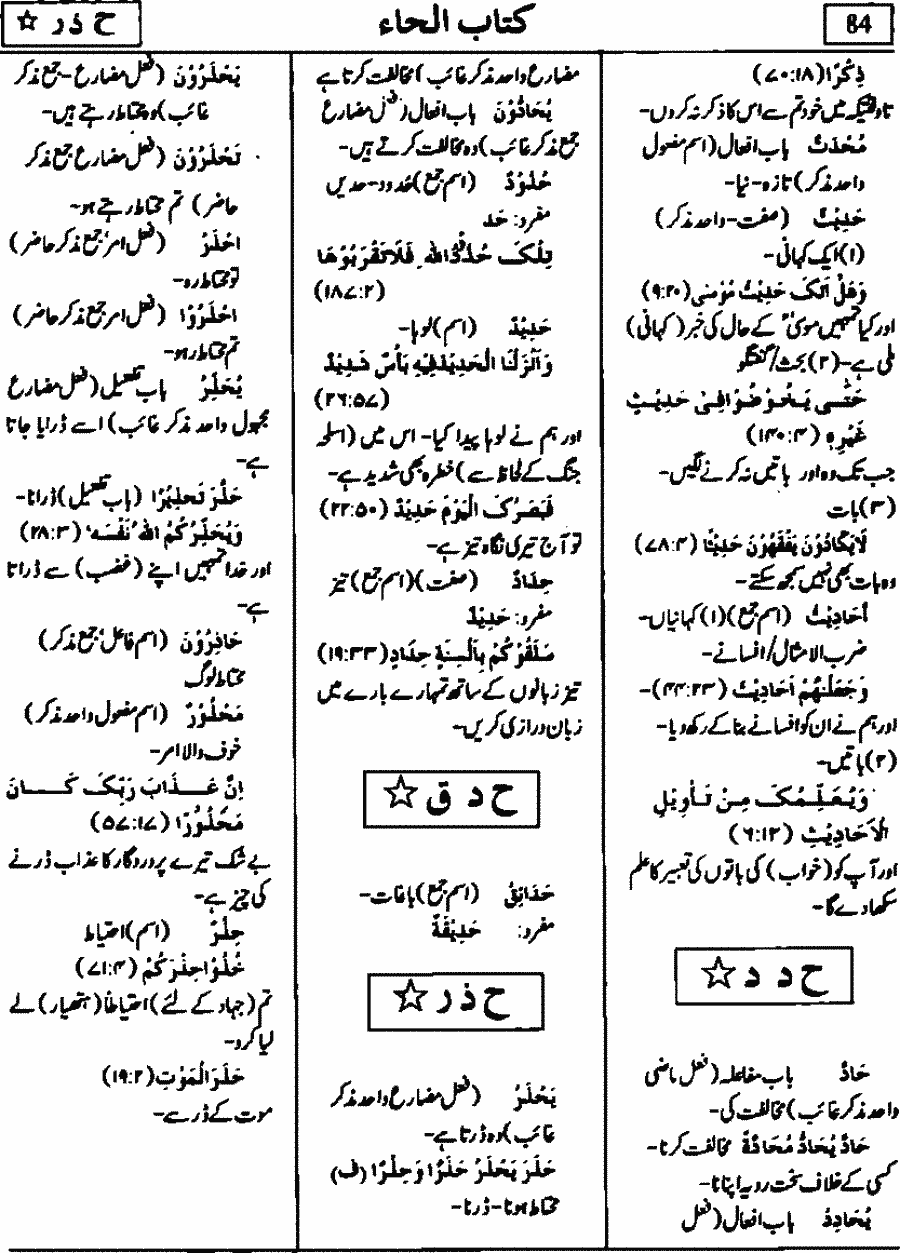 84
کتاب الحاء
ح ذ ر ☆
ذِکْرًا (۷۰:۱۸)
تاوقتیکہ میں خود تم سے اس کا ذکر نہ کروں-
مُحْدَثٌ باب افعال (اسم مفعول
واحد مذکر) تازہ-نیا-
حَدِیْثٌ (صفت-واحد مذکر)
(۱) ایک کہانی-
وَهَلْ اَتٰکَ حَدِیْثُ مُوْسٰی (۹:۲۰)
اور کیا تمہیں موسیٰؑ کے حال کی خبر (کہانی)
ملی ہے-(۲) بحث/گفتگو
حَتّٰی یَخُوْضُوْا فِیْ حَدِیْثٍ
غَیْرِهٖ (۱۴۰:۴)
جب تک وہ اور باتیں نہ کرنے لگیں-
(۳) بات
لَا یَکَادُوْنَ یَفْقَهُوْنَ حَدِیْثًا (۷۸:۴)
وہ بات بھی نہیں سمجھ سکتے-
اَحَادِیْثُ (اسم جمع) (۱) کہانیاں-
ضرب الامثال/افسانے-
وَجَعَلْنٰهُمْ اَحَادِیْثَ (۴۴:۲۳)-
اور ہم نے ان کو افسانے بنا کے رکھ دیا-
(۲) باتیں-
وَیُعَلِّمُکَ مِنْ تَاْوِیْلِ
الْاَحَادِیْثِ (۶:۱۲)
اور آپ کو (خواب) کی باتوں کی تعبیر کا علم
سکھا دے گا-
ح د د ☆
حَادَّ باب مفاعلہ (فعل ماضی
واحد مذکر غائب) مخالفت کی-
حَادَّ یُحَادُّ مُحَادَّةً مخالفت کرنا-
کسی کے خلاف سخت رویہ اپنانا-
یُحَادِدُ باب افعال (فعل
مضارع واحد مذکر غائب) مخالفت کرتا ہے
یُحَادُّوْنَ باب افعال (فعل مضارع
جمع مذکر غائب) وہ مخالفت کرتے ہیں-
حُدُوْدٌ (اسم جمع) حُدود-حدیں
مفرد: حَد
تِلْکَ حُدُوْدُ اللّٰهِ فَلَا تَقْرَبُوْهَا
(۱۸۷:۲)
حَدِیْدٌ (اسم) لوہا-
وَاَنْزَلْنَا الْحَدِیْدَ فِیْهِ بَاْسٌ شَدِیْدٌ
(۲۶:۵۷)
اور ہم نے لوہا پیدا کیا- اس میں (اسلحہ
جنگ کے لحاظ سے) خطرہ بھی شدید ہے-
فَبَصَرُکَ الْیَوْمَ حَدِیْدٌ (۲۲:۵۰)
تو آج تیری نگاہ تیز ہے-
حِدَادٌ (صفت) (اسم جمع) تیز
مفرد: حَدِیْدٌ
سَلَقُوْکُمْ بِاَلْسِنَةٍ حِدَادٍ (۱۹:۳۳)
تیز زبانوں کے ساتھ تمہارے بارے میں
زبان درازی کریں-
ح د ق ☆
حَدَائِقُ (اسم جمع) باغات-
مفرد: حَدِیْقَةٌ
ح ذ ر ☆
یَحْذَرُ (فعل مضارع واحد مذکر
غائب) وہ ڈرتا ہے-
حَذِرَ یَحْذَرُ حَذَرًا وَ حِذْرًا (ف)
محتاط ہونا-ڈرنا-
یَحْذَرُوْنَ (فعل مضارع-جمع مذکر
غائب) وہ محتاط رہتے ہیں-
تَحْذَرُوْنَ (فعل مضارع جمع مذکر
حاضر) تم محتاط رہتے ہو-
اِحْذَرْ (فعل امر جمع مذکر حاضر)
تو محتاط رہ-
اِحْذَرُوْا (فعل امر جمع مذکر حاضر)
تم محتاط رہو-
یُحَذِّرُ باب تفعیل (فعل مضارع
مجہول واحد مذکر غائب) اسے ڈرایا جاتا
ہے-
حَذَّرَ تَحْذِیْرًا (باب تفعیل) ڈرانا-
وَیُحَذِّرُکُمُ اللّٰهُ نَفْسَهٗ (۲۸:۳)
اور خدا تمہیں اپنے (غضب) سے ڈراتا
ہے-
حَاذِرُوْنَ (اسم فاعل، جمع مذکر)
محتاط لوگ
مَحْذُوْرٌ (اسم مفعول واحد مذکر)
خوف والا امر-
اِنَّ عَذَابَ رَبِّکَ کَانَ
مَحْذُوْرًا (۵۷:۱۷)
بے شک تیرے پروردگار کا عذاب ڈرنے
کی چیز ہے-
حِذْرٌ (اسم) احتیاط
خُذُوْا حِذْرَکُمْ (۷۱:۴)
تم (جہاد کے لئے) احتیاطًا (ہتھیار) لے
لیا کرو-
حَذَرَ الْمَوْتِ (۱۹:۲)
موت کے ڈر سے-